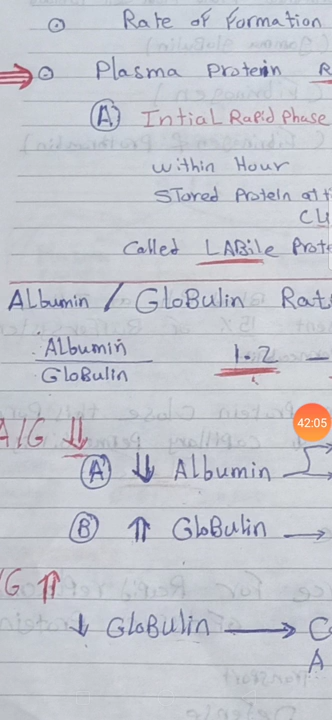 ⊙ Rate of Formation
⇒ ⊙ Plasma Protein R
(A) Intial Rapid Phase
within Hour
Stored Protein at t
Called LABile Prote
Albumin / GloBulin Rat
Albumin
GloBulin
1.2 —
42:05
A/G ↓↓
(A) ↓↓ Albumin
(B) ⇑ GloBulin →
/G ⇑
↓ GloBulin → C
A